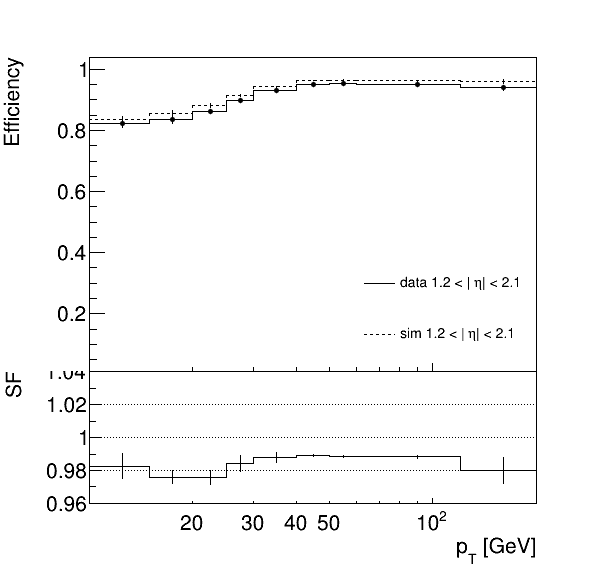 Efficiency
1
0.8
0.6
0.4
0.2
data 1.2 < | η| < 2.1
sim 1.2 < | η| < 2.1
SF
1.04
1.02
1
0.98
0.96
20 30 40 50 10²
p_T [GeV]